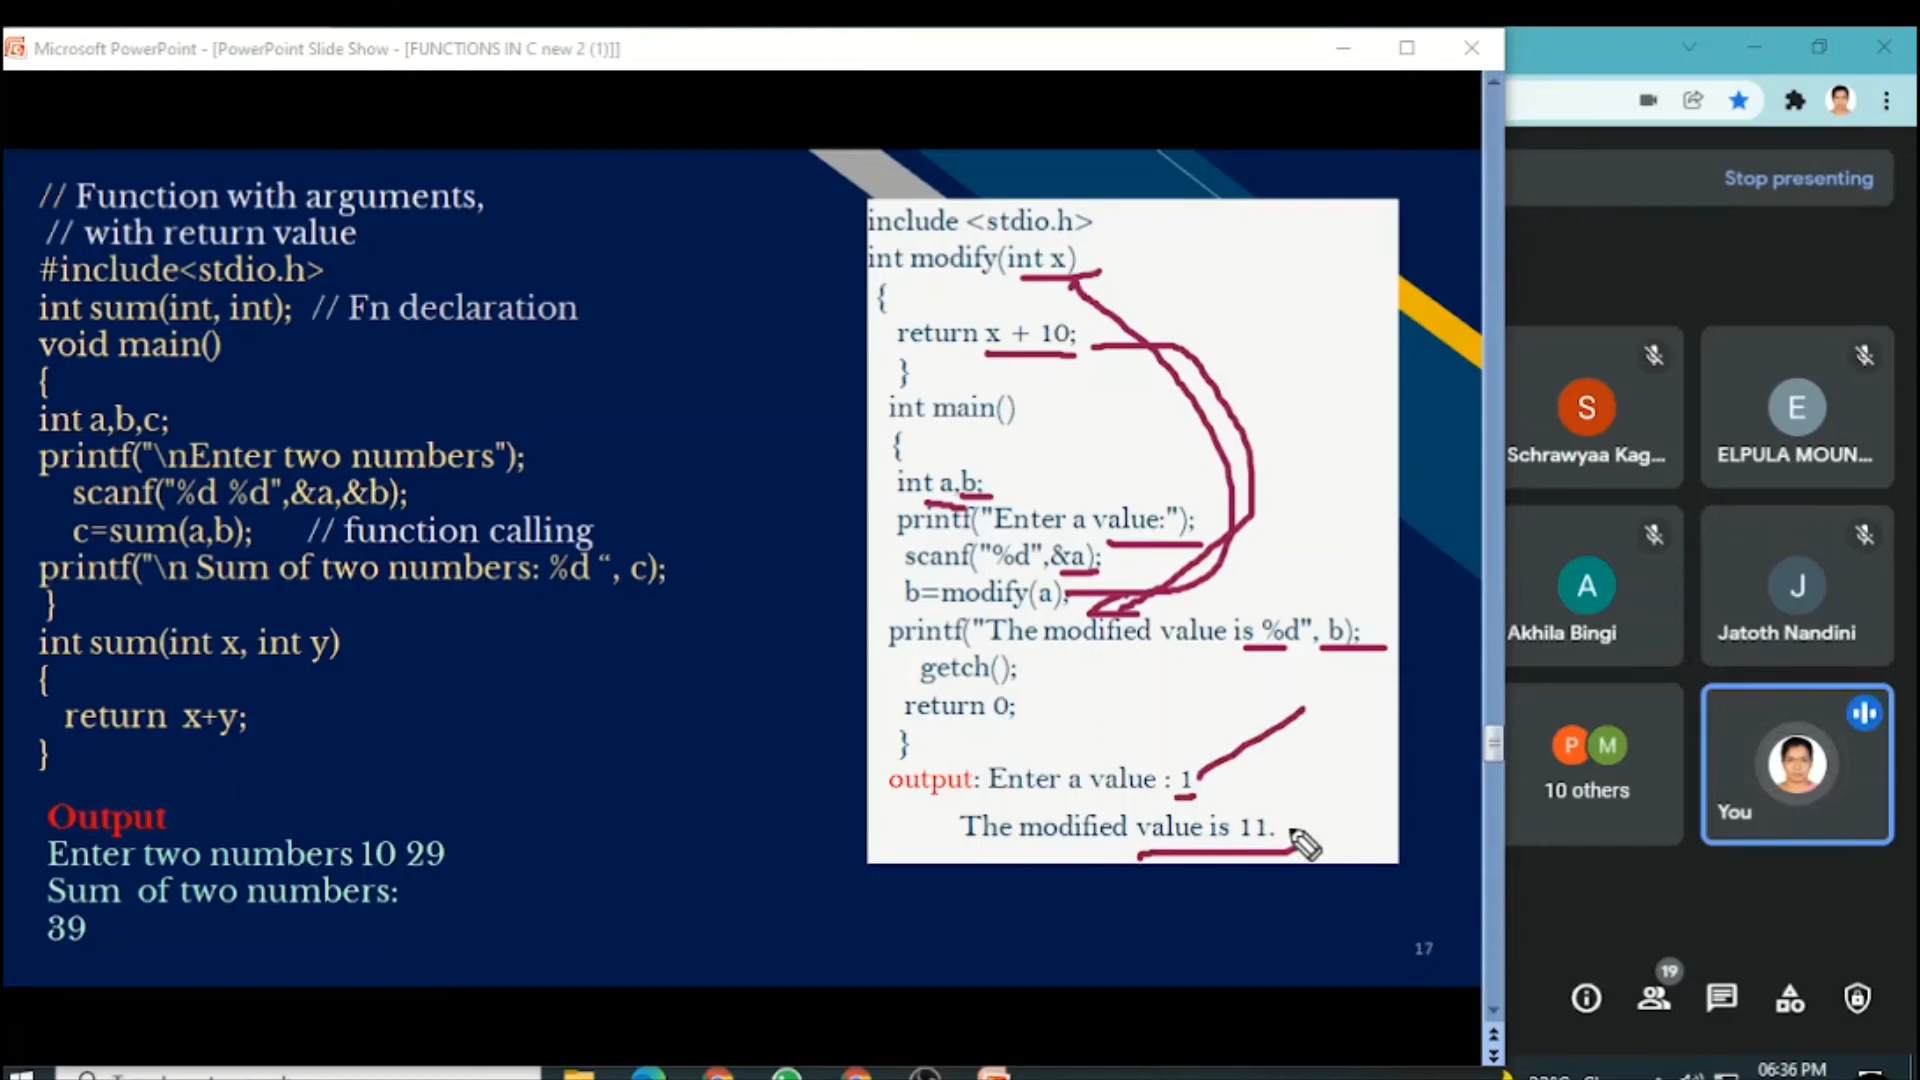 Microsoft PowerPoint - [PowerPoint Slide Show - [FUNCTIONS IN C new 2 (1)]]
// Function with arguments,
// with return value
#include<stdio.h>
int sum(int, int);  // Fn declaration
void main()
{
int a,b,c;
printf("\nEnter two numbers");
scanf("%d %d",&a,&b);
c=sum(a,b);     // function calling
printf("\n Sum of two numbers: %d “, c);
}
int sum(int x, int y)
{
return  x+y;
}
Output
Enter two numbers 10 29
Sum  of two numbers:
39
include <stdio.h>
int modify(int x)
{
return x + 10;
}
int main()
{
int a,b;
printf("Enter a value:");
scanf("%d",&a);
b=modify(a);
printf("The modified value is %d", b);
getch();
return 0;
}
output: Enter a value : 1
The modified value is 11.
17
Stop presenting
S
Schrawyaa Kag...
E
ELPULA MOUN...
A
Akhila Bingi
J
Jatoth Nandini
P M
10 others
You
19
06:36 PM